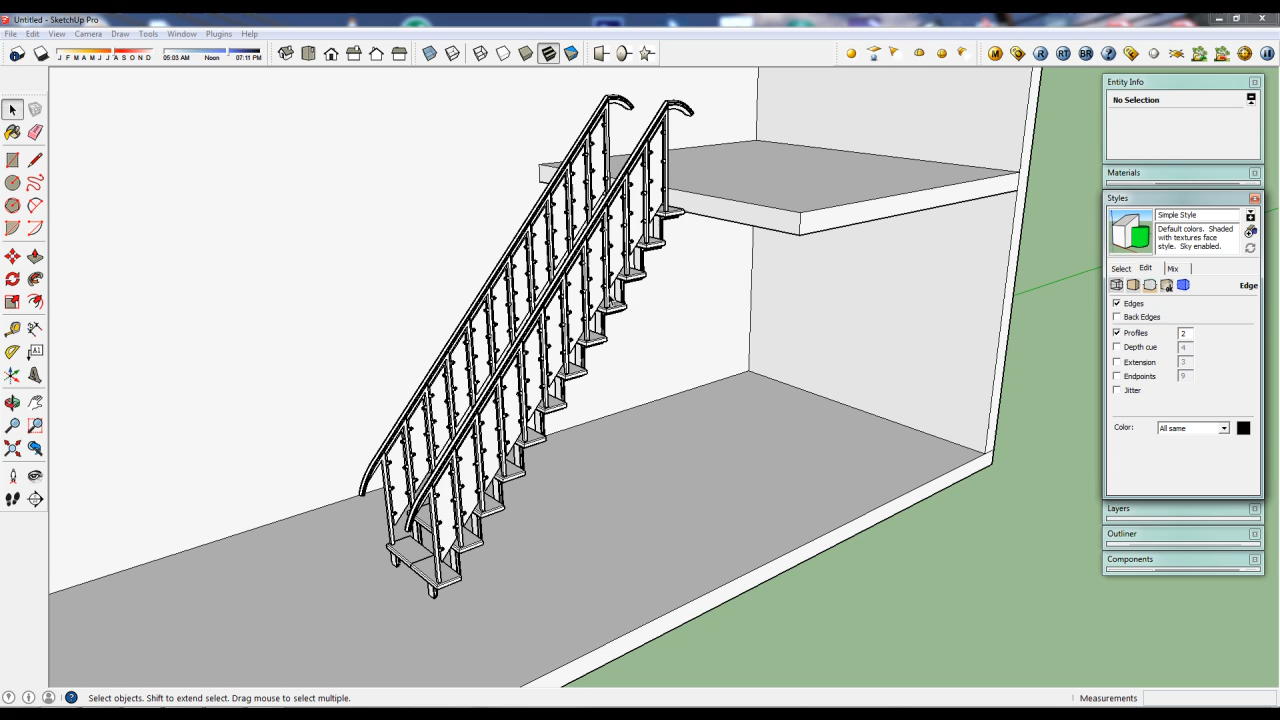 Untitled - SketchUp Pro
File Edit View Camera Draw Tools Window Plugins Help
J F M A M J J A S O N D 05:03 AM Noon 07:11 PM
M R RT BR ?
Entity Info
No Selection
Materials
Styles
Simple Style
Default colors. Shaded
with textures face
style. Sky enabled.
Select Edit Mix
Edge
Edges
Back Edges
Profiles 2
Depth cue 4
Extension 3
Endpoints 9
Jitter
Color: All same
Layers
Outliner
Components
A1
Select objects. Shift to extend select. Drag mouse to select multiple. Measurements